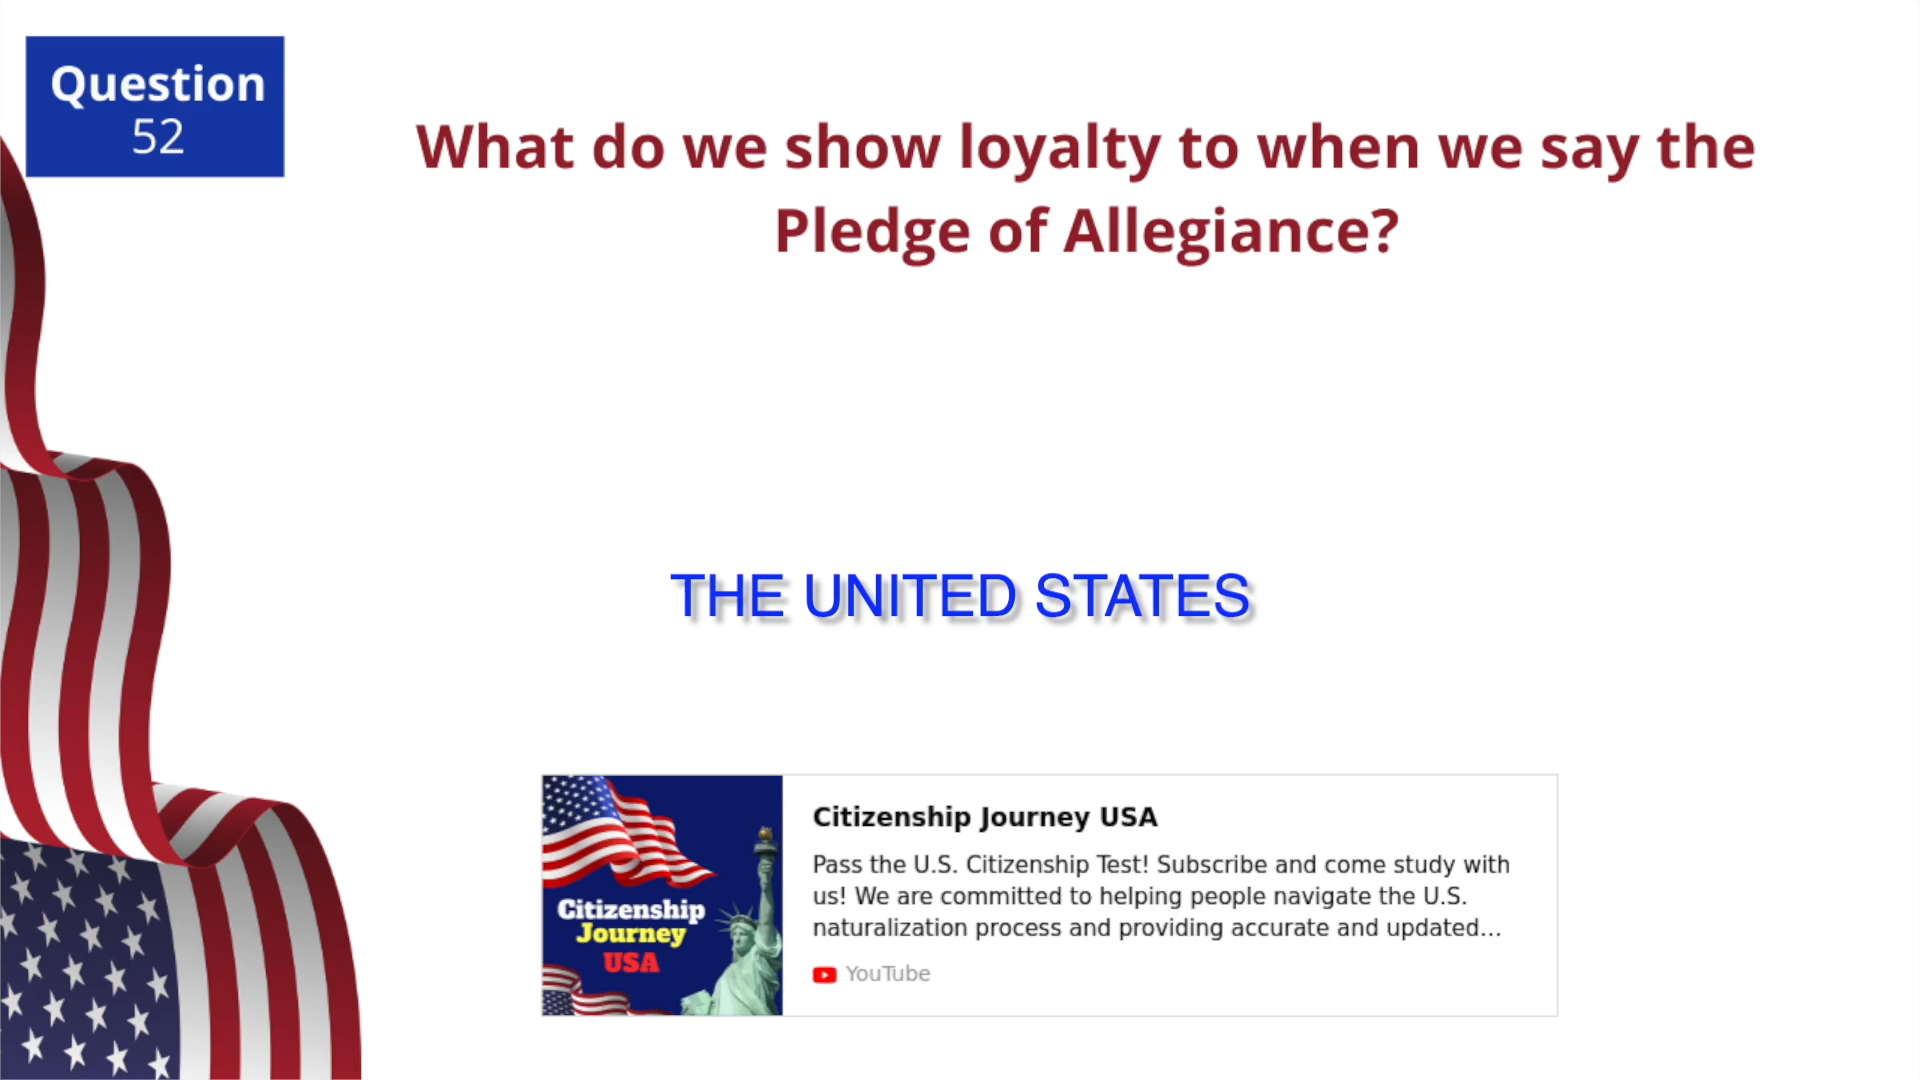 Question
52
What do we show loyalty to when we say the
Pledge of Allegiance?
THE UNITED STATES
Citizenship
Journey
USA
Citizenship Journey USA
Pass the U.S. Citizenship Test! Subscribe and come study with
us! We are committed to helping people navigate the U.S.
naturalization process and providing accurate and updated...
YouTube